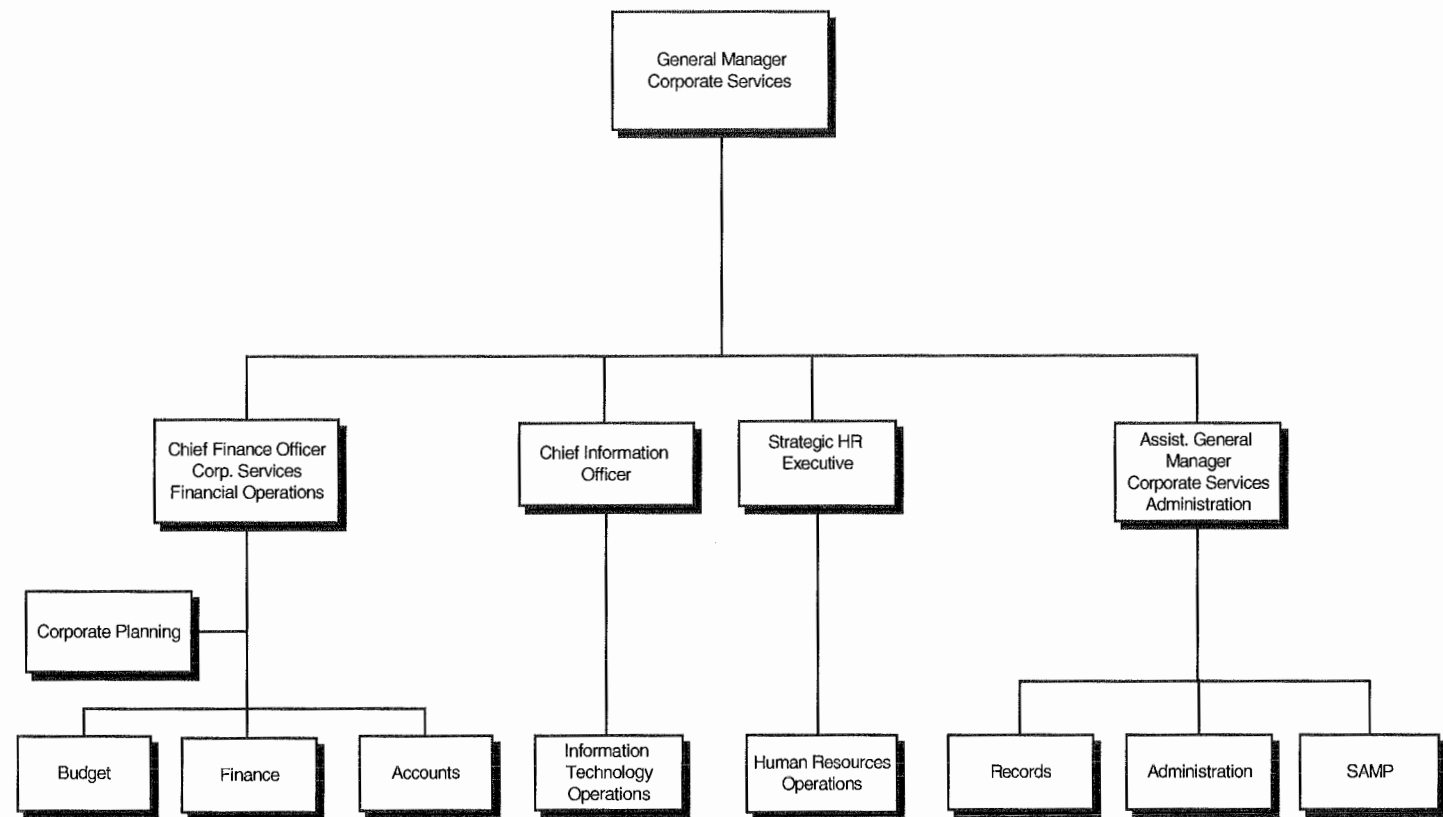 General Manager
Corporate Services
Chief Finance Officer
Corp. Services
Financial Operations
Chief Information
Officer
Strategic HR
Executive
Assist. General
Manager
Corporate Services
Administration
Corporate Planning
Budget
Finance
Accounts
Information
Technology
Operations
Human Resources
Operations
Records
Administration
SAMP